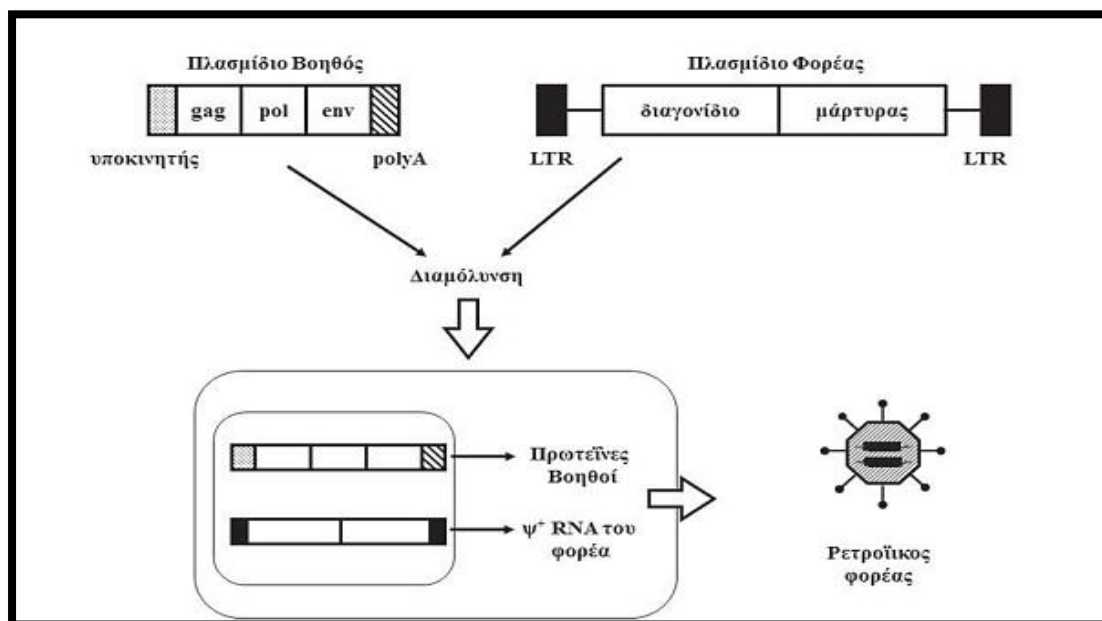 Πλασμίδιο Βοηθός
gag pol env
υποκινητής polyA
Πλασμίδιο Φορέας
διαγονίδιο μάρτυρας
LTR LTR
Διαμόλυνση
Πρωτεΐνες
Βοηθοί
ψ⁺ RNA του
φορέα
Ρετροϊικος
φορέας